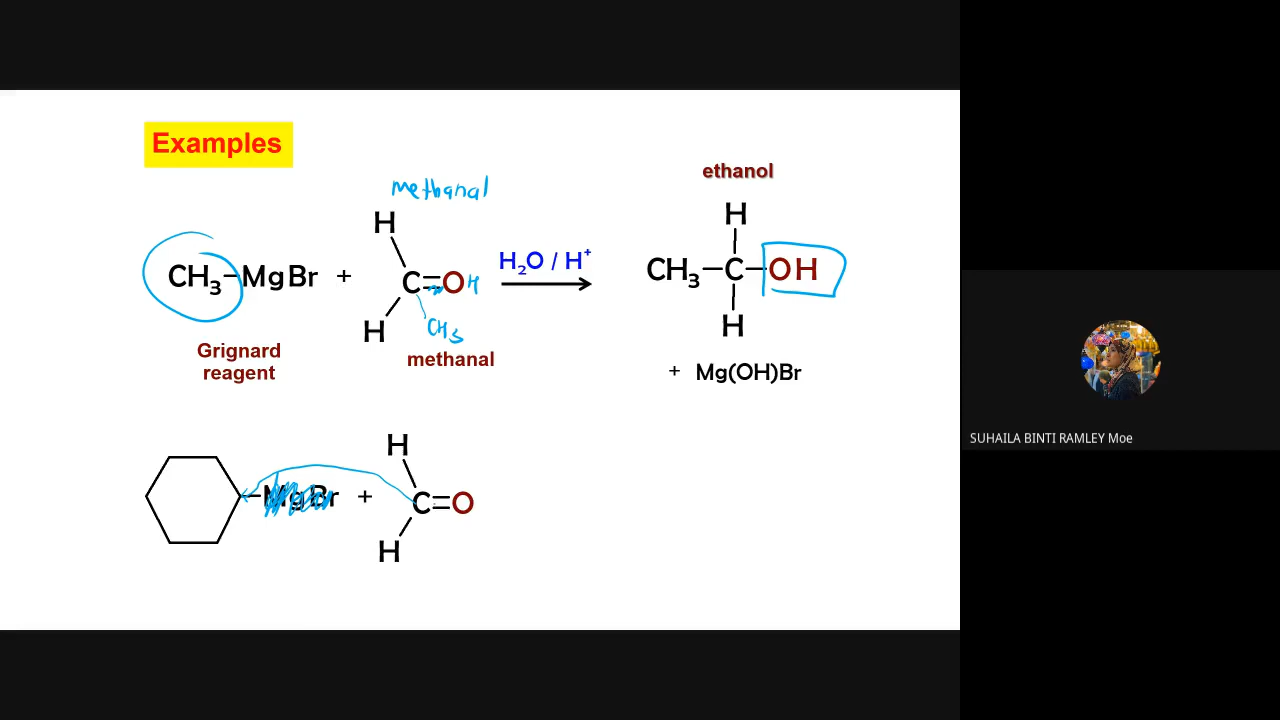 Examples
ethanol
methanal
H
H
CH₃–MgBr + C=O H
H₂O / H⁺
CH₃–C–OH
H
CH₃
H
Grignard
reagent
methanal
+ Mg(OH)Br
H
MgBr + C=O
H
SUHAILA BINTI RAMLEY Moe